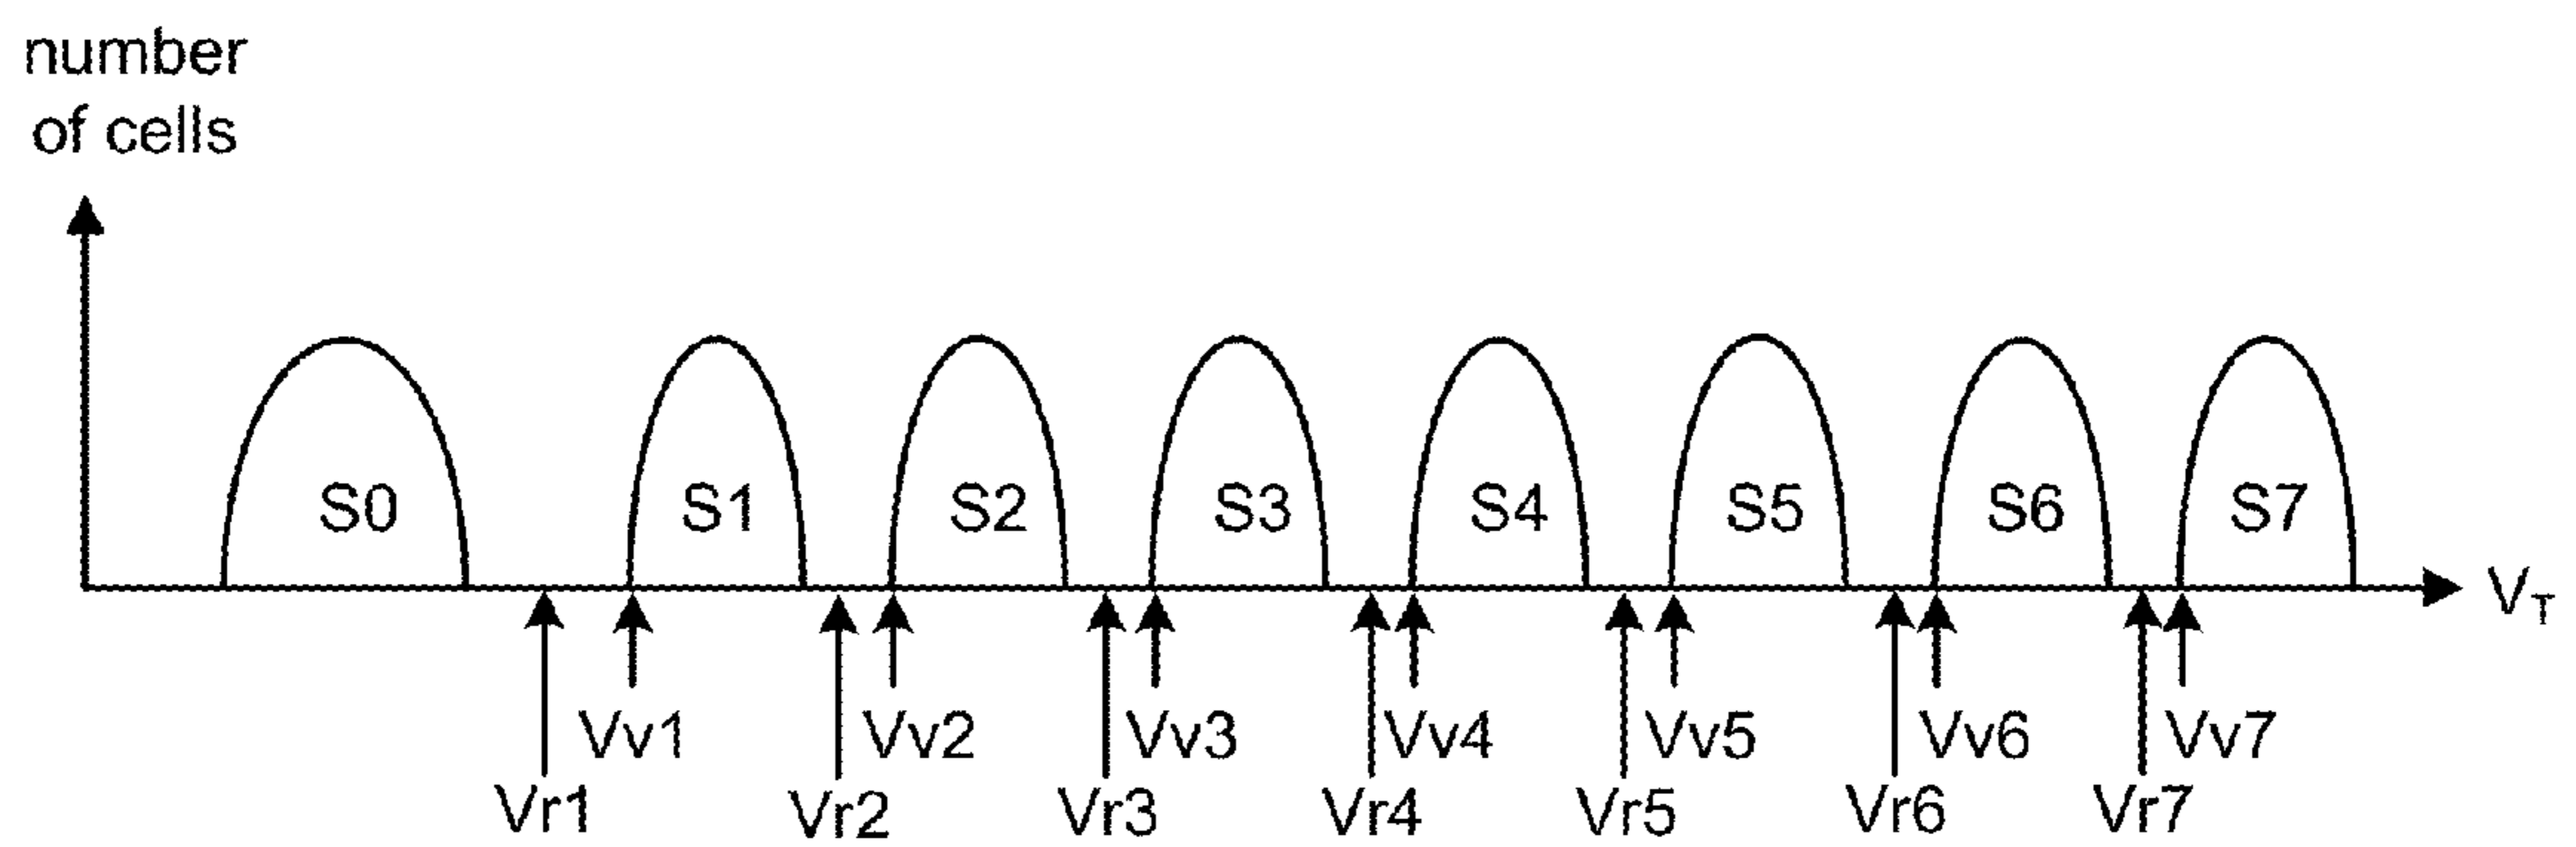 number
of cells
S0 S1 S2 S3 S4 S5 S6 S7
V_T
Vv1 Vv2 Vv3 Vv4 Vv5 Vv6 Vv7
Vr1 Vr2 Vr3 Vr4 Vr5 Vr6 Vr7